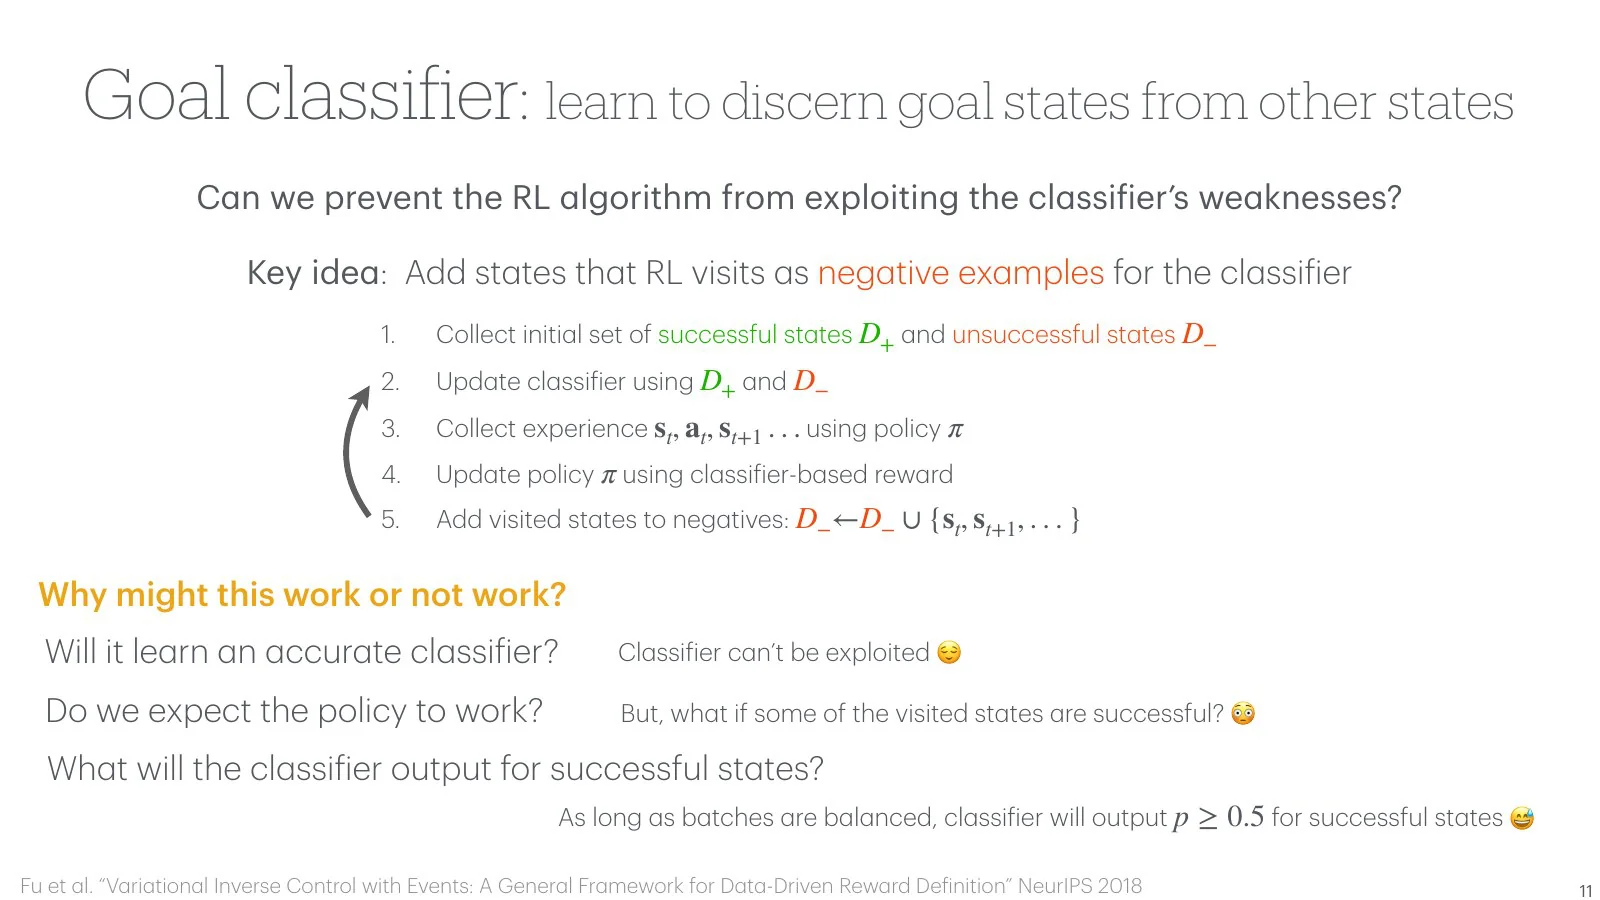 Goal classifier: learn to discern goal states from other states
Can we prevent the RL algorithm from exploiting the classifier's weaknesses?
Key idea: Add states that RL visits as negative examples for the classifier
1. Collect initial set of successful states D₊ and unsuccessful states D₋
2. Update classifier using D₊ and D₋
3. Collect experience sₜ, aₜ, sₜ₊₁ . . . using policy π
4. Update policy π using classifier-based reward
5. Add visited states to negatives: D₋←D₋ ∪ {sₜ, sₜ₊₁, . . . }
Why might this work or not work?
Will it learn an accurate classifier? Classifier can't be exploited 😌
Do we expect the policy to work? But, what if some of the visited states are successful? 😳
What will the classifier output for successful states?
As long as batches are balanced, classifier will output p ≥ 0.5 for successful states 😅
Fu et al. "Variational Inverse Control with Events: A General Framework for Data-Driven Reward Definition" NeurIPS 2018
11